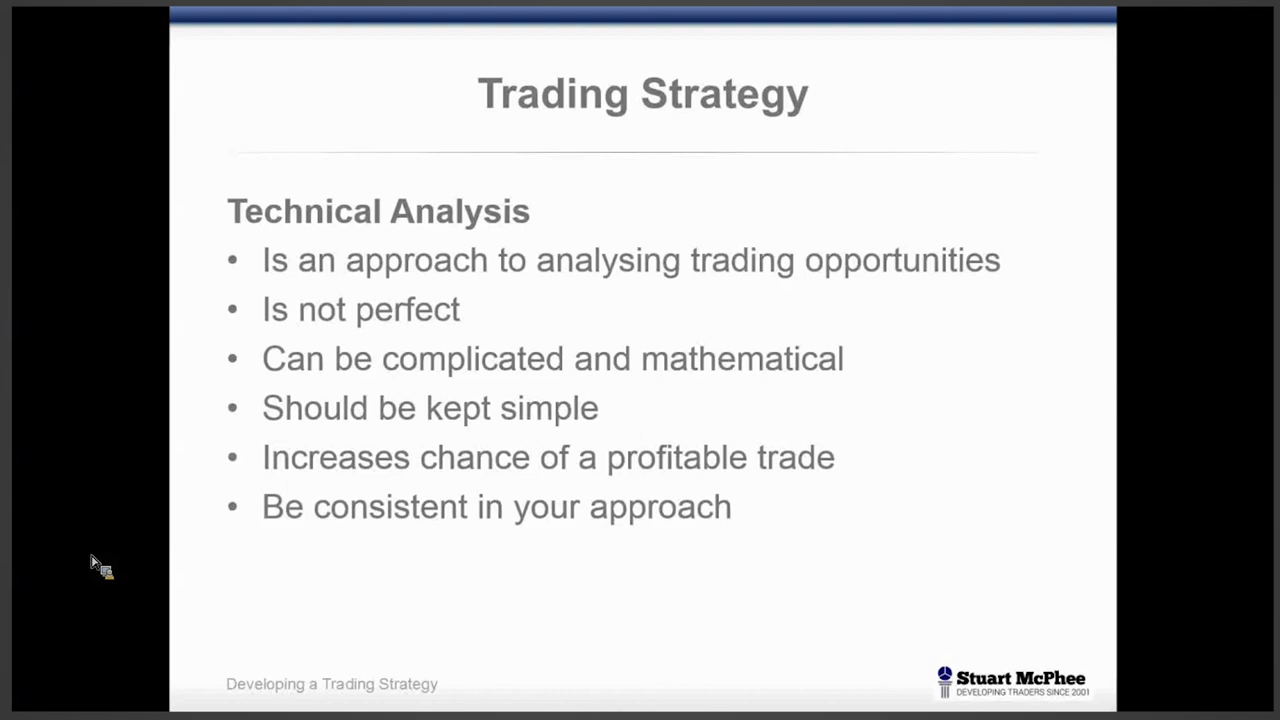 Trading Strategy
Technical Analysis
• Is an approach to analysing trading opportunities
• Is not perfect
• Can be complicated and mathematical
• Should be kept simple
• Increases chance of a profitable trade
• Be consistent in your approach
Developing a Trading Strategy
Stuart McPhee
DEVELOPING TRADERS SINCE 2001